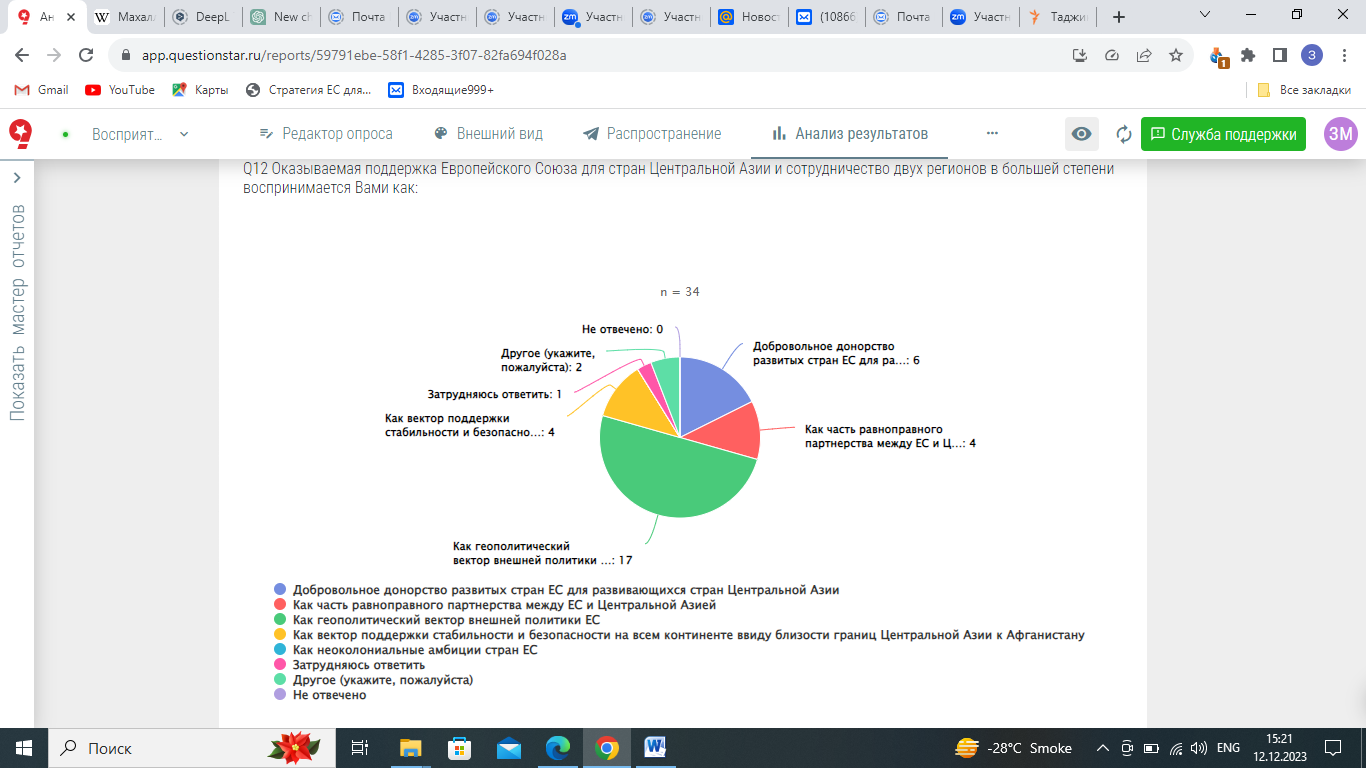 Ан
Махалл
DeepL
New ch
Почта
Участн
Участн
Участн
Участн
Новост
(10866
Почта
Участн
Таджик
app.questionstar.ru/reports/59791ebe-58f1-4285-3f07-82fa694f028a
1
З
Gmail
YouTube
Карты
Стратегия ЕС для...
Входящие999+
Все закладки
Восприят...
Редактор опроса
Внешний вид
Распространение
Анализ результатов
Служба поддержки
ЗМ
Показать мастер отчетов
Q12 Оказываемая поддержка Европейского Союза для стран Центральной Азии и сотрудничество двух регионов в большей степени
воспринимается Вами как:
n = 34
Не отвечено: 0
Добровольное донорство
развитых стран ЕС для ра...: 6
Другое (укажите,
пожалуйста): 2
Затрудняюсь ответить: 1
Как вектор поддержки
стабильности и безопасно...: 4
Как часть равноправного
партнерства между ЕС и Ц...: 4
Как геополитический
вектор внешней политики ...: 17
Добровольное донорство развитых стран ЕС для развивающихся стран Центральной Азии
Как часть равноправного партнерства между ЕС и Центральной Азией
Как геополитический вектор внешней политики ЕС
Как вектор поддержки стабильности и безопасности на всем континенте ввиду близости границ Центральной Азии к Афганистану
Как неоколониальные амбиции стран ЕС
Затрудняюсь ответить
Другое (укажите, пожалуйста)
Не отвечено
Поиск
-28°C Smoke
ENG
15:21
12.12.2023